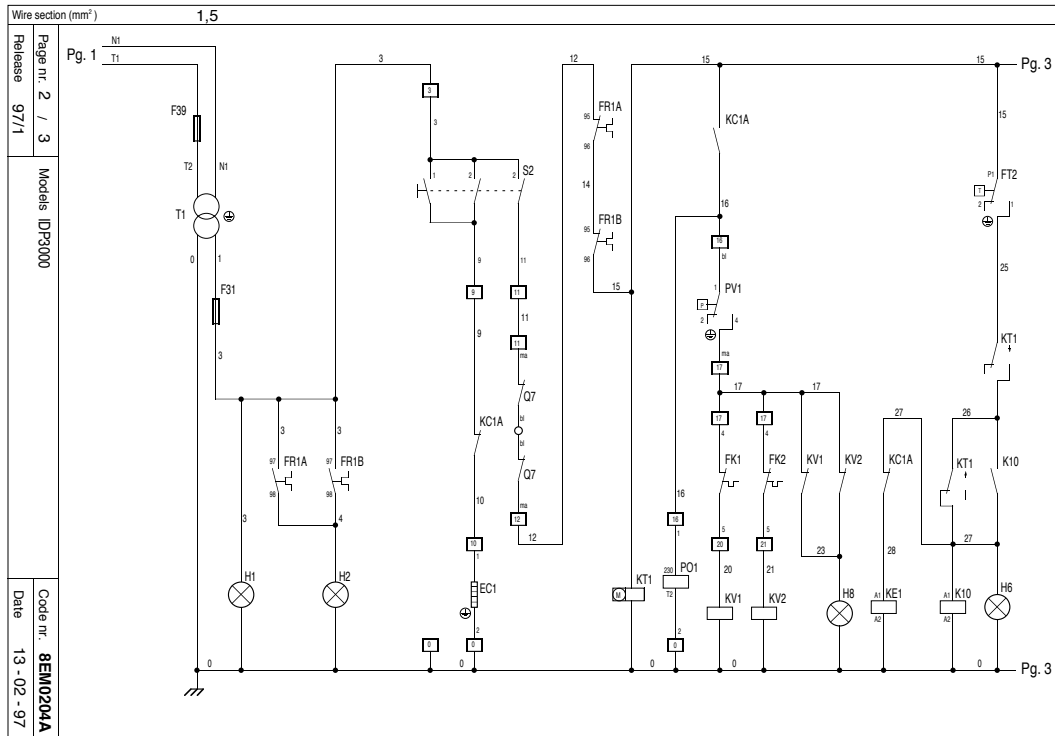 Wire section (mm²) 1,5
Page nr. 2 / 3
Release 97/1
Models IDP3000
Code nr. 8EM0204A
Date 13 - 02 - 97
Pg. 1 N1
T1
3 12 15 15 Pg. 3
3
3
F39
T2 N1
T1
0 1
F31
3
1 2 2 S2
95 FR1A
96
14
95 FR1B
96
15
KC1A
16
16
bl
1 PV1
P
2 4
ma
17
17 17
15
P1 FT2
T
2 1
25
KT1
9 11
9 11
9 11
11
ma
Q7
bl
bl
Q7
ma
12
12
KC1A
10
10
1
EC1
2
0 0
3 3
97 FR1A 97 FR1B
98 98
3 4
H1 H2
17 17
4 4
FK1 FK2 KV1 KV2
5 5
20 21
20 21
23
KV1 KV2 H8
16
16
1
230 PO1
T2
2
0
M KT1
27 26
KC1A KT1 K10
27
28
A1 KE1 A1 K10 H6
A2 A2
0 0 0 0 0 Pg. 3